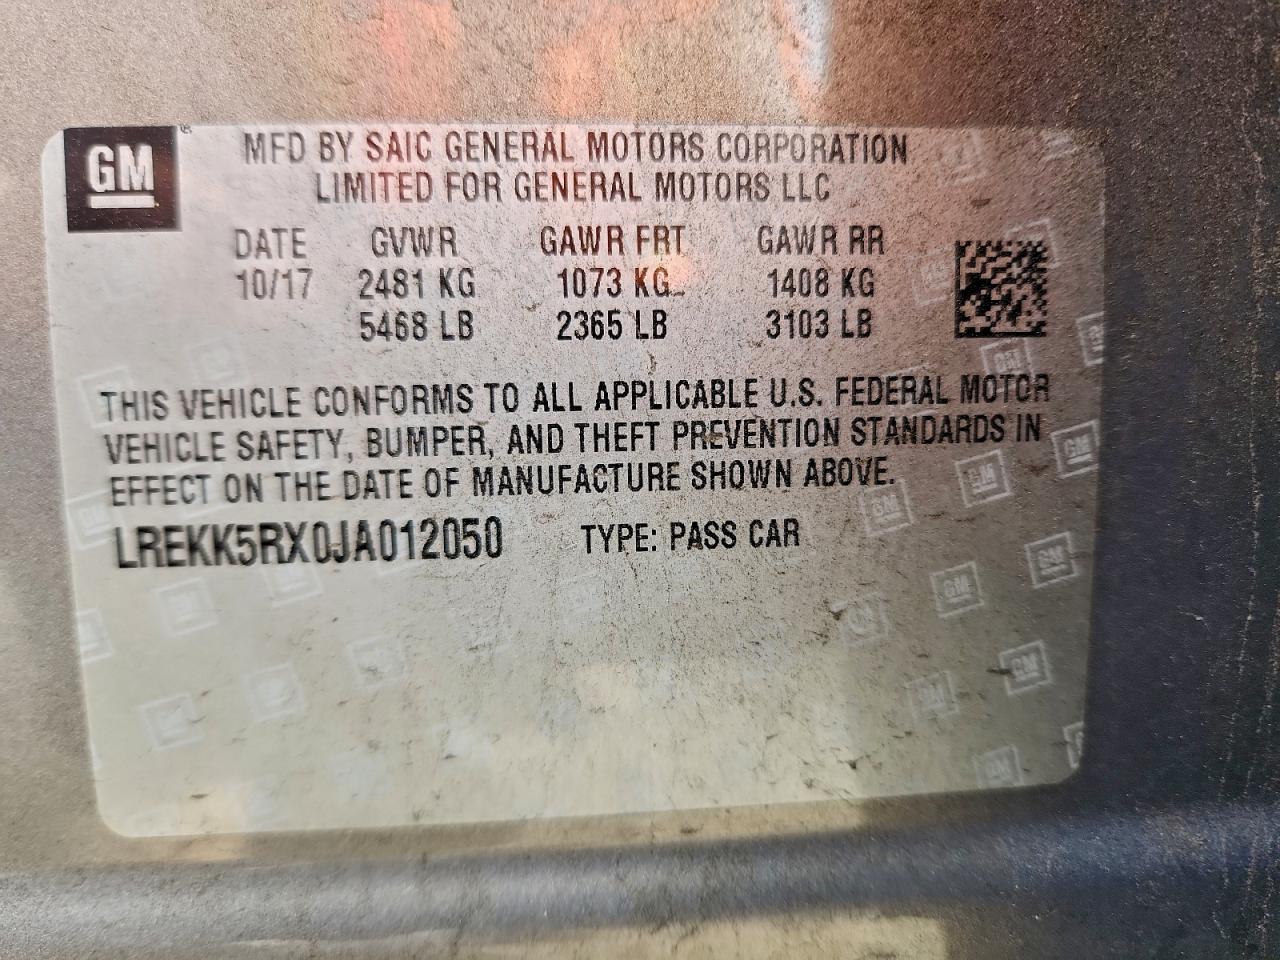 GM
MFD BY SAIC GENERAL MOTORS CORPORATION
LIMITED FOR GENERAL MOTORS LLC
DATE GVWR GAWR FRT GAWR RR
10/17 2481 KG 1073 KG 1408 KG
5468 LB 2365 LB 3103 LB
THIS VEHICLE CONFORMS TO ALL APPLICABLE U.S. FEDERAL MOTOR
VEHICLE SAFETY, BUMPER, AND THEFT PREVENTION STANDARDS IN
EFFECT ON THE DATE OF MANUFACTURE SHOWN ABOVE.
LREKK5RX0JA012050 TYPE: PASS CAR